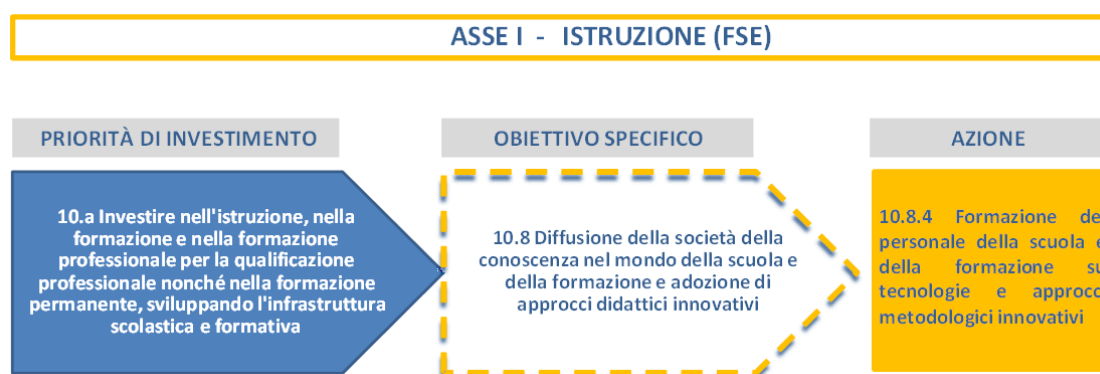 ASSE I - ISTRUZIONE (FSE)
PRIORITÀ DI INVESTIMENTO
OBIETTIVO SPECIFICO
AZIONE
10.a Investire nell'istruzione, nella
formazione e nella formazione
professionale per la qualificazione
professionale nonché nella formazione
permanente, sviluppando l'infrastruttura
scolastica e formativa
10.8 Diffusione della società della
conoscenza nel mondo della scuola e
della formazione e adozione di
approcci didattici innovativi
10.8.4 Formazione
personale della scuola
della formazione
tecnologie e
metodologici innovativi